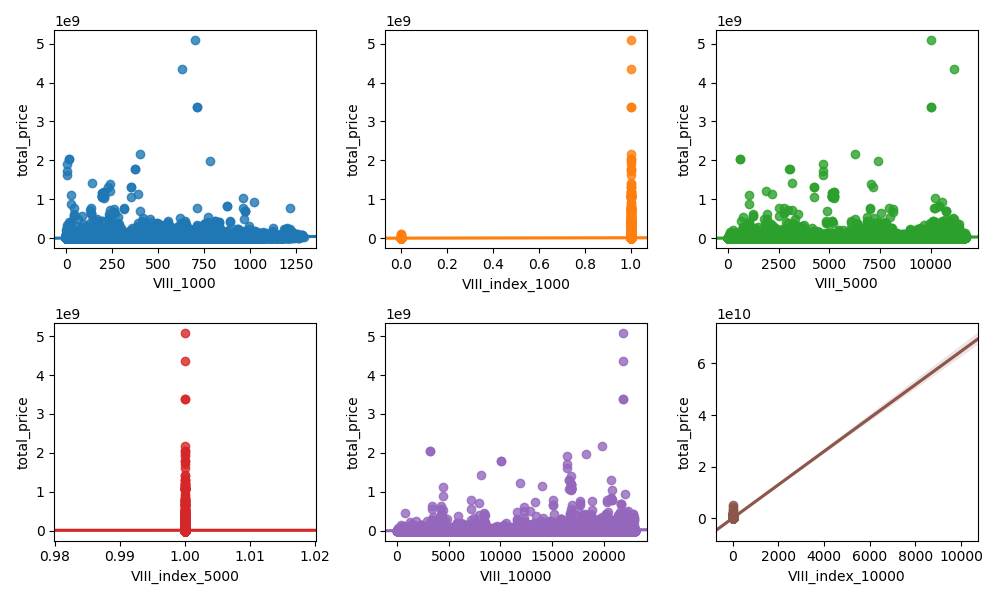 1e9 1e9 1e9
5 5 5
4 4 4
3 3 3
2 2 2
1 1 1
0 0 0
total_price total_price total_price
0 250 500 750 1000 1250 0.0 0.2 0.4 0.6 0.8 1.0 0 2500 5000 7500 10000
VIII_1000 VIII_index_1000 VIII_5000
1e9 1e9 1e10
5 5 6
4 4 4
3 3 2
2 2 0
1 1
0 0
total_price total_price total_price
0.98 0.99 1.00 1.01 1.02 0 5000 10000 15000 20000 0 2000 4000 6000 8000 10000
VIII_index_5000 VIII_10000 VIII_index_10000